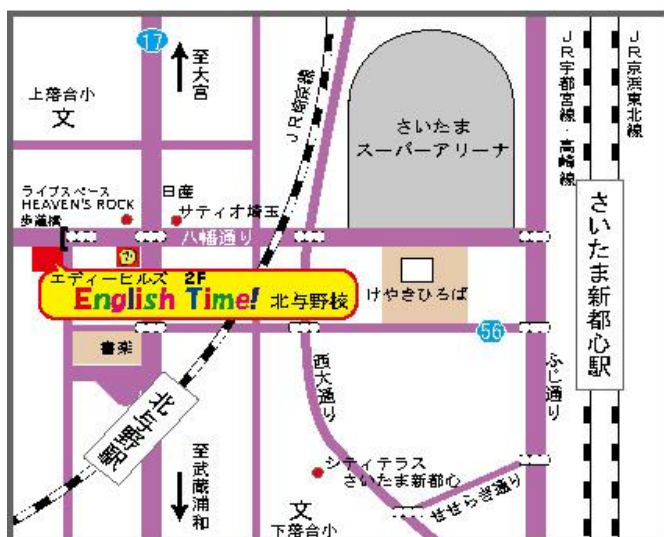 17
至大宮
JR埼京線
JR宇都宮線・高崎線
JR京浜東北線
上落合小
文
さいたま
スーパーアリーナ
ライブスペース
HEAVEN'S ROCK
歩道橋
日産
サティオ埼玉
八幡通り
さいたま新都心駅
エディーヒルズ 2F
English Time! 北与野校
けやきひろば
56
書楽
西大通り
ふじ通り
北与野駅
至武蔵浦和
シティテラス
さいたま新都心
せせらぎ通り
文
下落合小